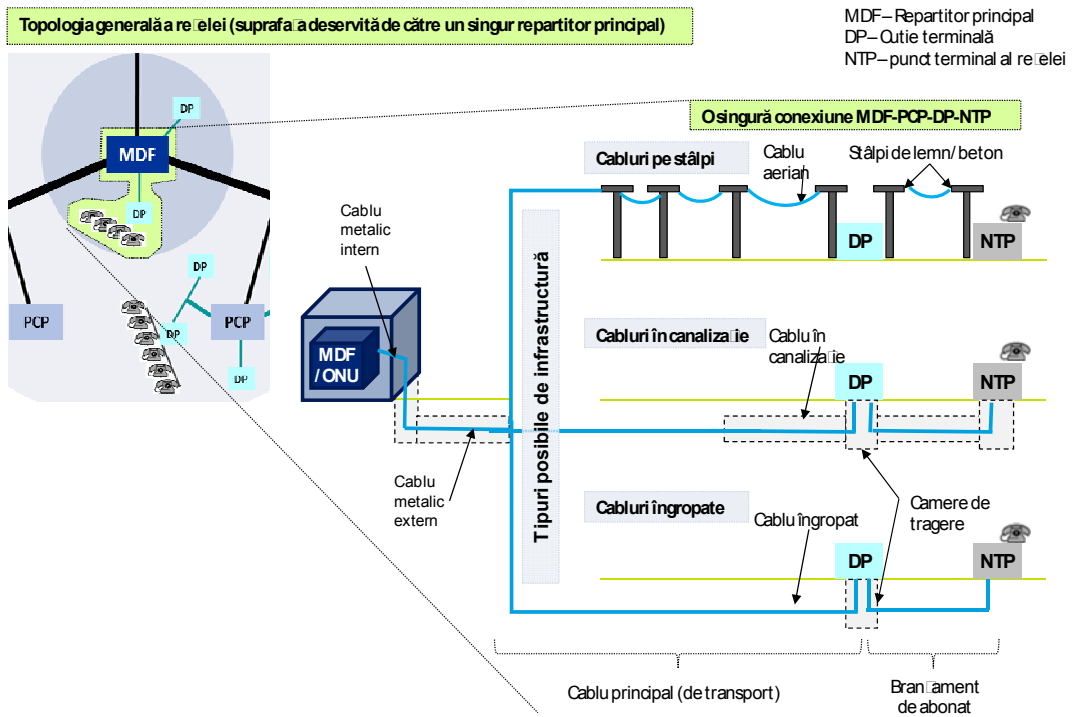 Topologia generală a re□elei (suprafa□a deservită de către un singur repartitor principal)
MDF – Repartitor principal
DP – Cutie terminală
NTP – punct terminal al re□elei
DP
MDF
DP
DP
PCP
DP
PCP
DP
O singură conexiune MDF-PCP-DP-NTP
Cabluri pe stâlpi
Cablu
aerian
Stâlpi de lemn/ beton
DP
NTP
Cablu
metalic
intern
MDF
/ ONU
Cablu
metalic
extern
Tipuri posibile de infrastructură
Cabluri în canaliza□ie
Cablu în
canaliza□ie
DP
NTP
Cabluri îngropate
Cablu îngropat
Camere de
tragere
DP
NTP
Cablu principal (de transport)
Bran□ament
de abonat